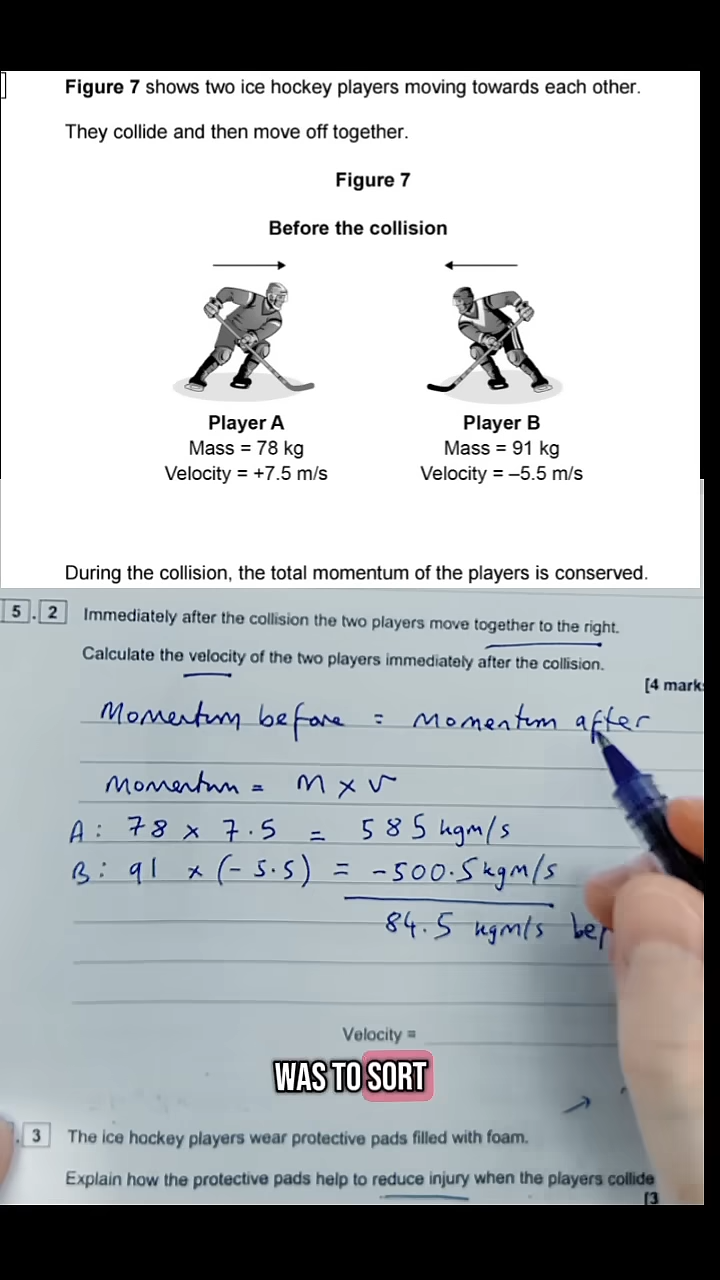 Figure 7 shows two ice hockey players moving towards each other.
They collide and then move off together.
Figure 7
Before the collision
Player A
Mass = 78 kg
Velocity = +7.5 m/s
Player B
Mass = 91 kg
Velocity = –5.5 m/s
During the collision, the total momentum of the players is conserved.
5 . 2 Immediately after the collision the two players move together to the right.
Calculate the velocity of the two players immediately after the collision.
[4 mark
Momentum before = Momentum after
Momentum = m x v
A: 78 x 7.5 = 585 kgm/s
B: 91 x (-5.5) = -500.5 kgm/s
84.5 kgm/s
Velocity =
WAS TO SORT
. 3 The ice hockey players wear protective pads filled with foam.
Explain how the protective pads help to reduce injury when the players collide
[3